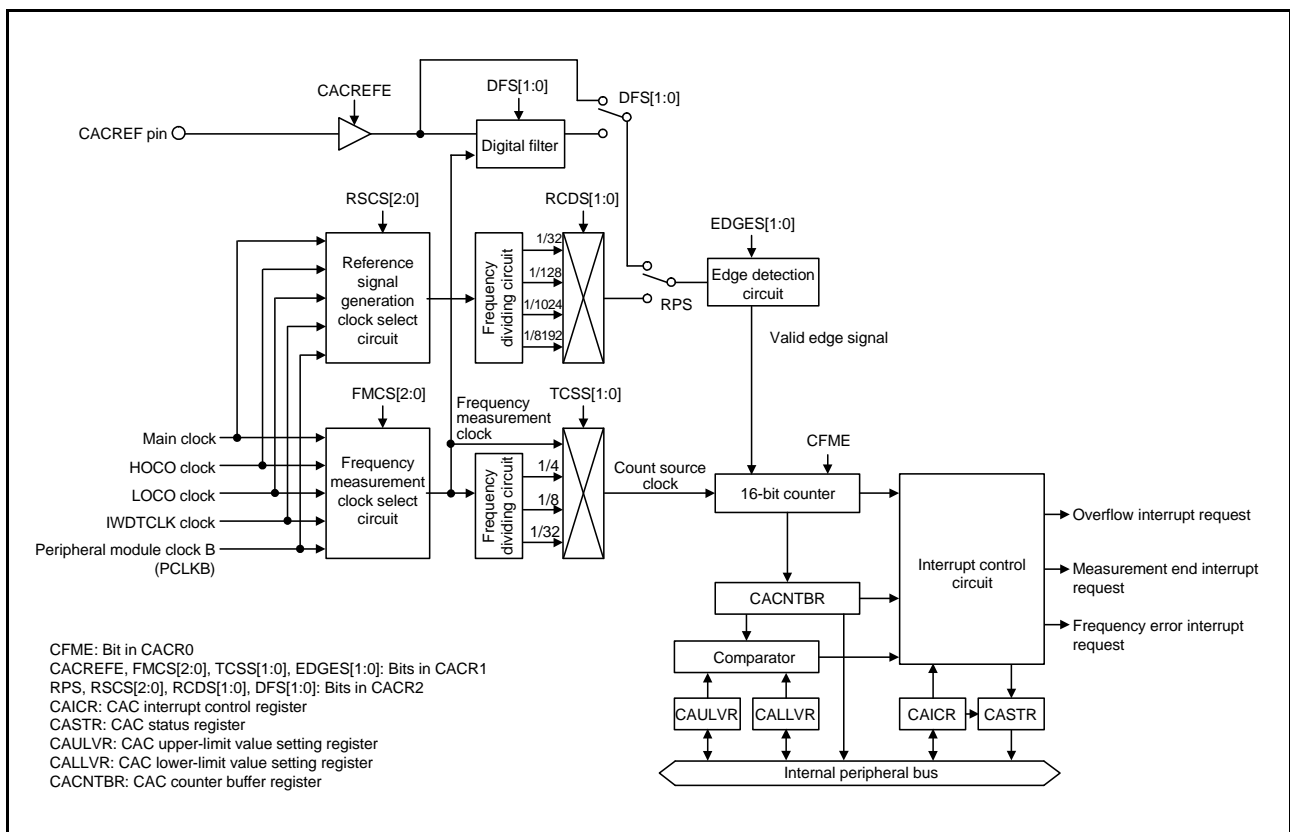 CACREFE
DFS[1:0]
DFS[1:0]
CACREF pin
Digital filter
RSCS[2:0]
RCDS[1:0]
EDGES[1:0]
Reference
signal
generation
clock select
circuit
Frequency
dividing circuit
1/32
1/128
1/1024
1/8192
RPS
Edge detection
circuit
Valid edge signal
FMCS[2:0]
Frequency
measurement
clock
TCSS[1:0]
CFME
Main clock
HOCO clock
LOCO clock
IWDTCLK clock
Peripheral module clock B
(PCLKB)
Frequency
measurement
clock select
circuit
Frequency
dividing circuit
1/4
1/8
1/32
Count source
clock
16-bit counter
CACNTBR
Comparator
CAULVR
CALLVR
Interrupt control
circuit
CAICR
CASTR
Overflow interrupt request
Measurement end interrupt
request
Frequency error interrupt
request
Internal peripheral bus
CFME: Bit in CACR0
CACREFE, FMCS[2:0], TCSS[1:0], EDGES[1:0]: Bits in CACR1
RPS, RSCS[2:0], RCDS[1:0], DFS[1:0]: Bits in CACR2
CAICR: CAC interrupt control register
CASTR: CAC status register
CAULVR: CAC upper-limit value setting register
CALLVR: CAC lower-limit value setting register
CACNTBR: CAC counter buffer register